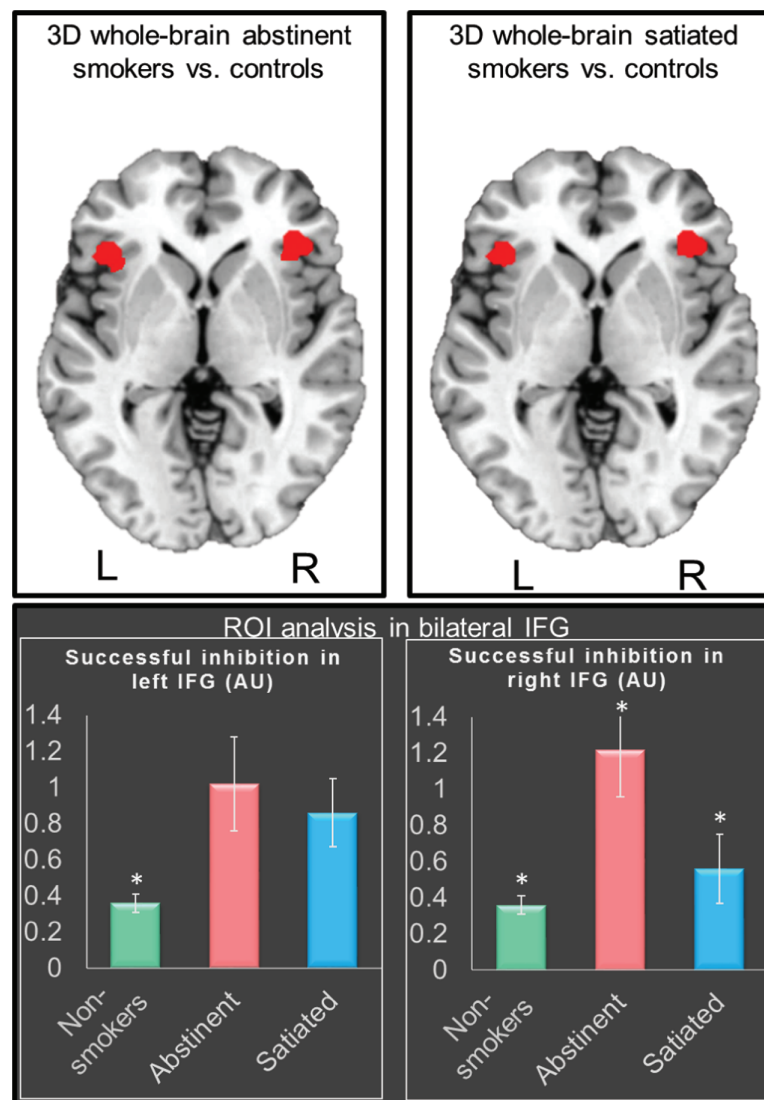 3D whole-brain abstinent
smokers vs. controls
3D whole-brain satiated
smokers vs. controls
L
R
L
R
ROI analysis in bilateral IFG
Successful inhibition in
left IFG (AU)
1.4
1.2
1
0.8
0.6
0.4
0.2
0
*
Non-
smokers
Abstinent
Satiated
Successful inhibition in
right IFG (AU)
1.4
1.2
1
0.8
0.6
0.4
0.2
0
*
*
*
Non-
smokers
Abstinent
Satiated